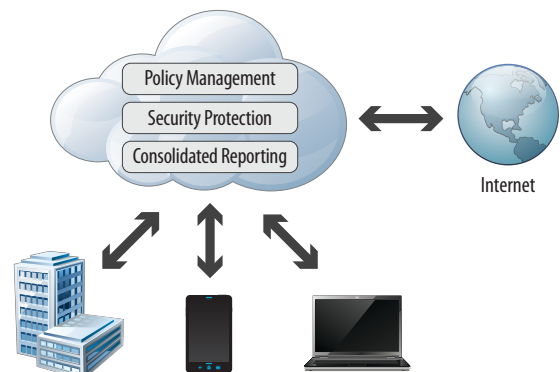 Policy Management
Security Protection
Consolidated Reporting
Internet